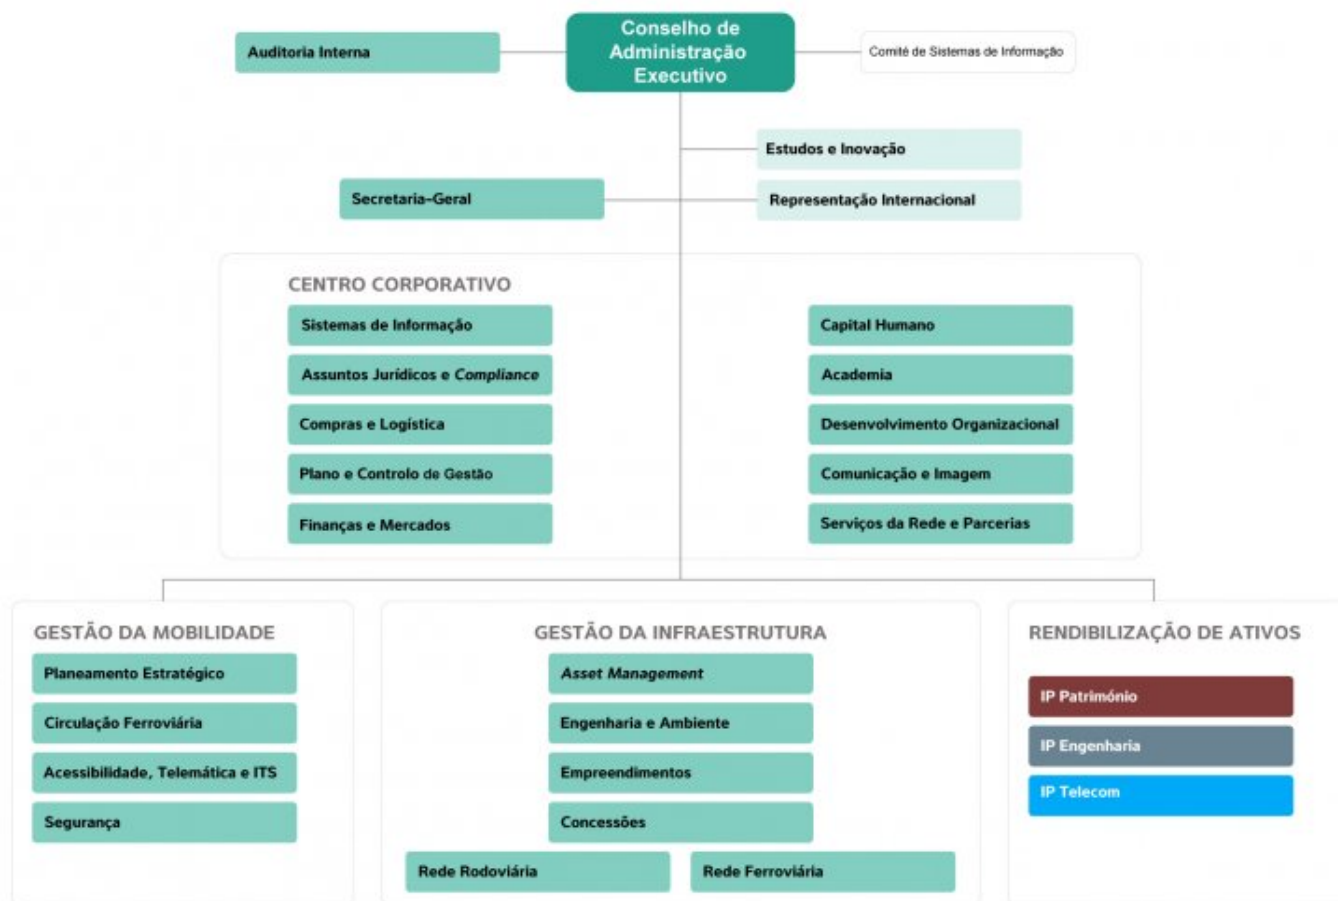 Auditoria Interna
Conselho de
Administração
Executivo
Comité de Sistemas de Informação
Estudos e Inovação
Secretaria-Geral
Representação Internacional
CENTRO CORPORATIVO
Sistemas de Informação
Capital Humano
Assuntos Jurídicos e Compliance
Academia
Compras e Logística
Desenvolvimento Organizacional
Plano e Controlo de Gestão
Comunicação e Imagem
Finanças e Mercados
Serviços da Rede e Parcerias
GESTÃO DA MOBILIDADE
Planeamento Estratégico
Circulação Ferroviária
Acessibilidade, Telemática e ITS
Segurança
GESTÃO DA INFRAESTRUTURA
Asset Management
Engenharia e Ambiente
Empreendimentos
Concessões
Rede Rodoviária
Rede Ferroviária
RENDIBILIZAÇÃO DE ATIVOS
IP Património
IP Engenharia
IP Telecom